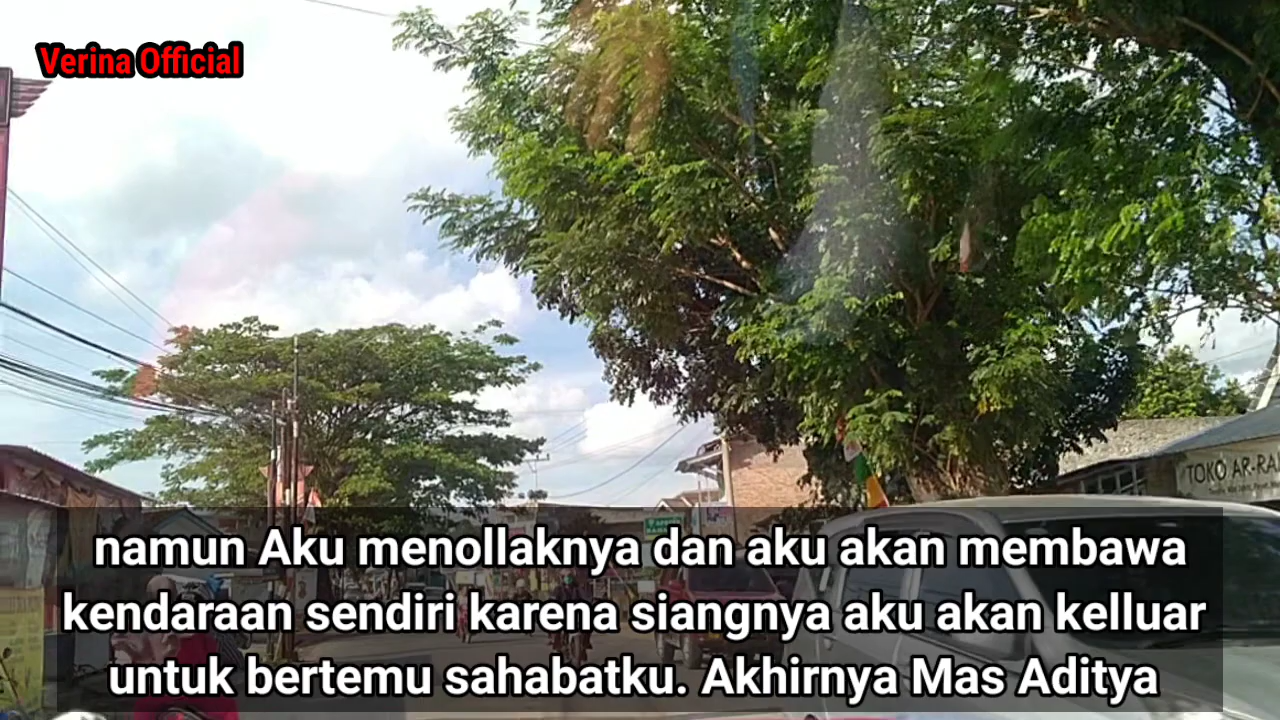 Verina Official
TOKO AR-RA
namun Aku menollaknya dan aku akan membawa
kendaraan sendiri karena siangnya aku akan kelluar
untuk bertemu sahabatku. Akhirnya Mas Aditya